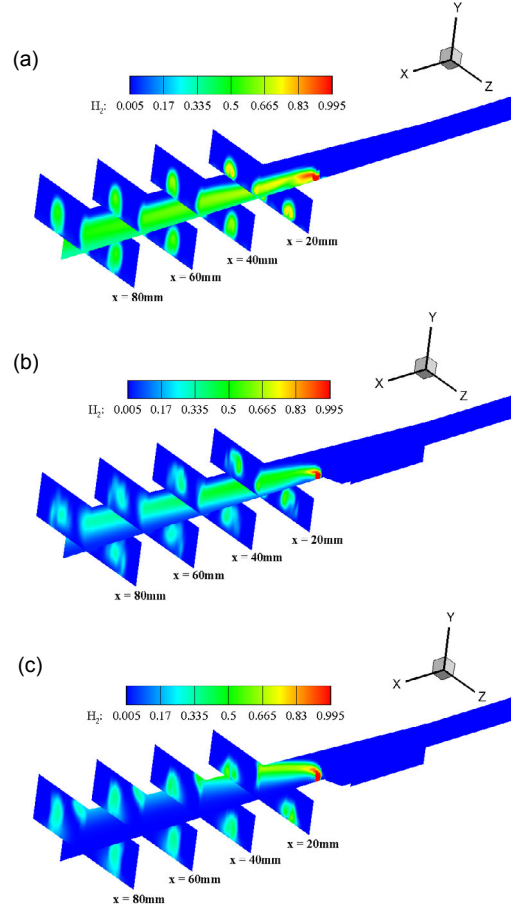 (a)
Y
X
Z
H₂: 0.005 0.17 0.335 0.5 0.665 0.83 0.995
x = 20mm
x = 40mm
x = 60mm
x = 80mm
(b)
Y
X
Z
H₂: 0.005 0.17 0.335 0.5 0.665 0.83 0.995
x = 20mm
x = 40mm
x = 60mm
x = 80mm
(c)
Y
X
Z
H₂: 0.005 0.17 0.335 0.5 0.665 0.83 0.995
x = 20mm
x = 40mm
x = 60mm
x = 80mm